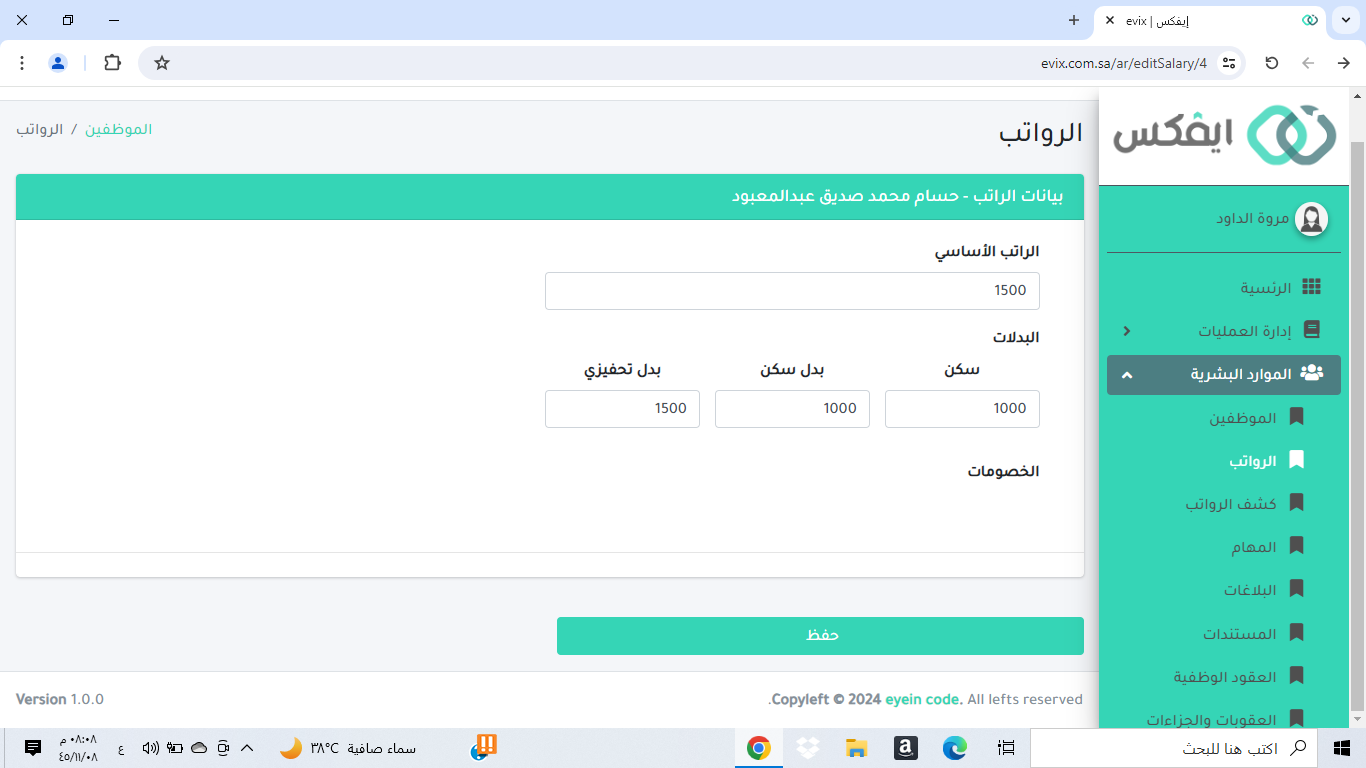 إيفكس | evix
evix.com.sa/ar/editSalary/4
ايفكس
مروة الداود
الرئسية
إدارة العمليات
الموارد البشرية
الموظفين
الرواتب
كشف الرواتب
المهام
البلاغات
المستندات
العقود الوظفية
العقوبات والجزاءات
الرواتب
الموظفين / الرواتب
بيانات الراتب - حسام محمد صديق عبدالمعبود
الراتب الأساسي
1500
البدلات
سكن بدل سكن بدل تحفيزي
1000 1000 1500
الخصومات
حفظ
Copyleft © 2024 eyein code. All lefts reserved.
Version 1.0.0
اكتب هنا للبحث
سماء صافية ٣٨°C
ع
٠٨:٠٨ م
٤٥/١١/٠٨